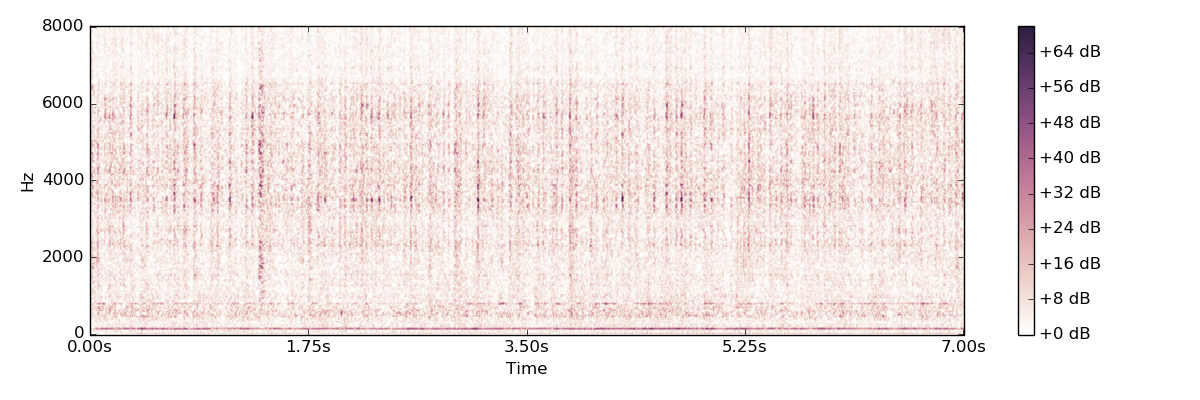 8000
6000
4000
2000
0
Hz
0.00s
1.75s
3.50s
5.25s
7.00s
Time
+64 dB
+56 dB
+48 dB
+40 dB
+32 dB
+24 dB
+16 dB
+8 dB
+0 dB